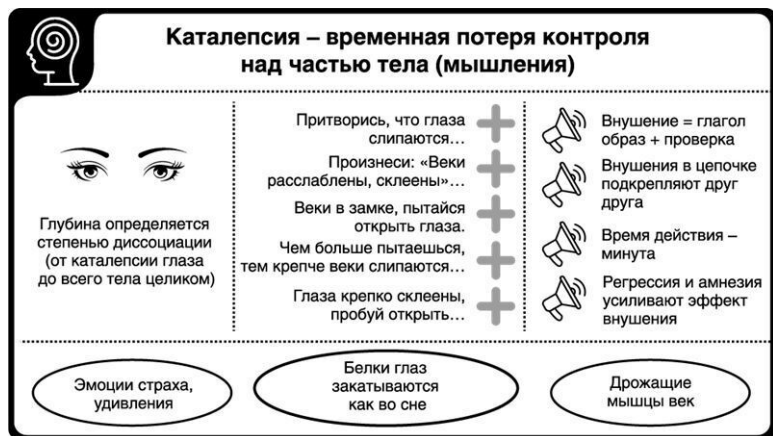 Каталепсия – временная потеря контроля
над частью тела (мышления)
Глубина определяется
степенью диссоциации
(от каталепсии глаза
до всего тела целиком)
Притворись, что глаза
слипаются…
Произнеси: «Веки
расслаблены, склеены»…
Веки в замке, пытайся
открыть глаза.
Чем больше пытаешься,
тем крепче веки слипаются…
Глаза крепко склеены,
пробуй открыть…
Внушение = глагол
образ + проверка
Внушения в цепочке
подкрепляют друг
друга
Время действия –
минута
Регрессия и амнезия
усиливают эффект
внушения
Эмоции страха,
удивления
Белки глаз
закатываются
как во сне
Дрожащие
мышцы век